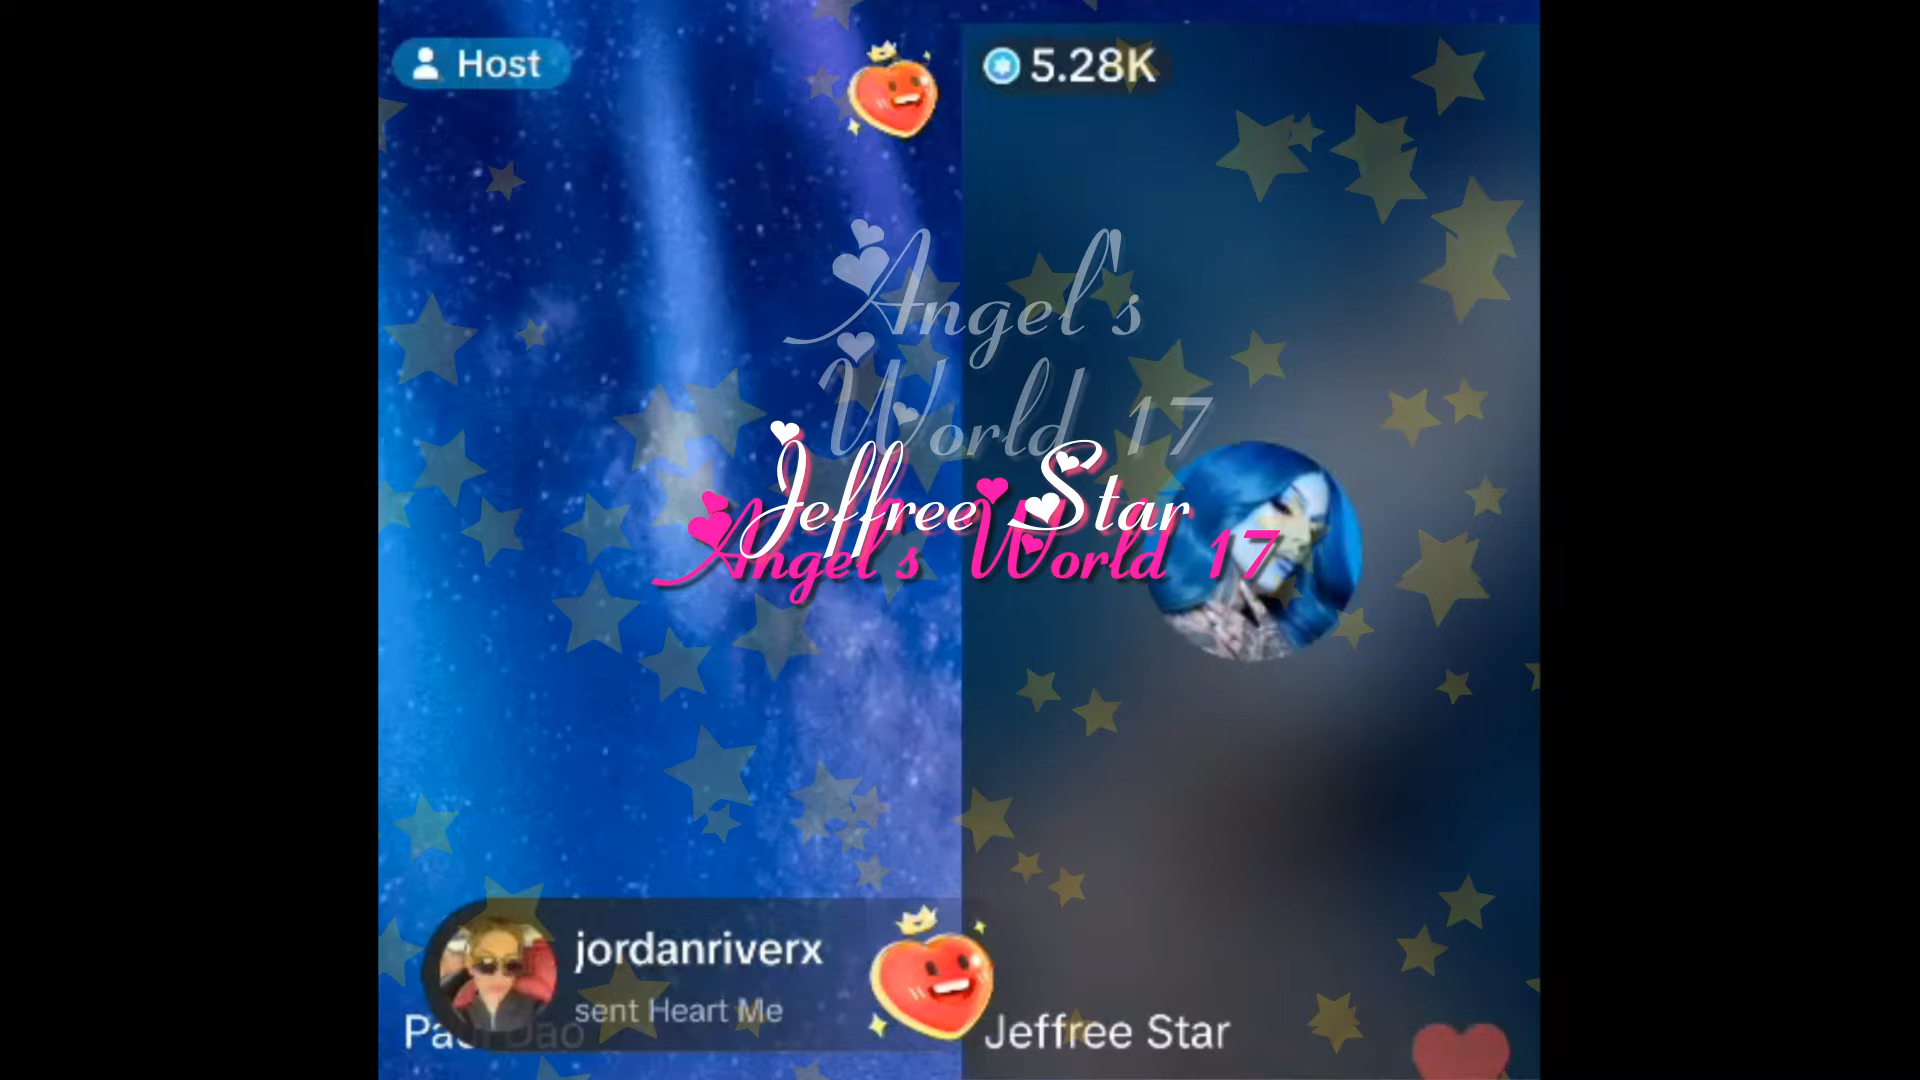 Host
5.28K
Angel's
World 17
Jeffree Star
Angel's World 17
jordanriverx
sent Heart Me
Jeffree Star